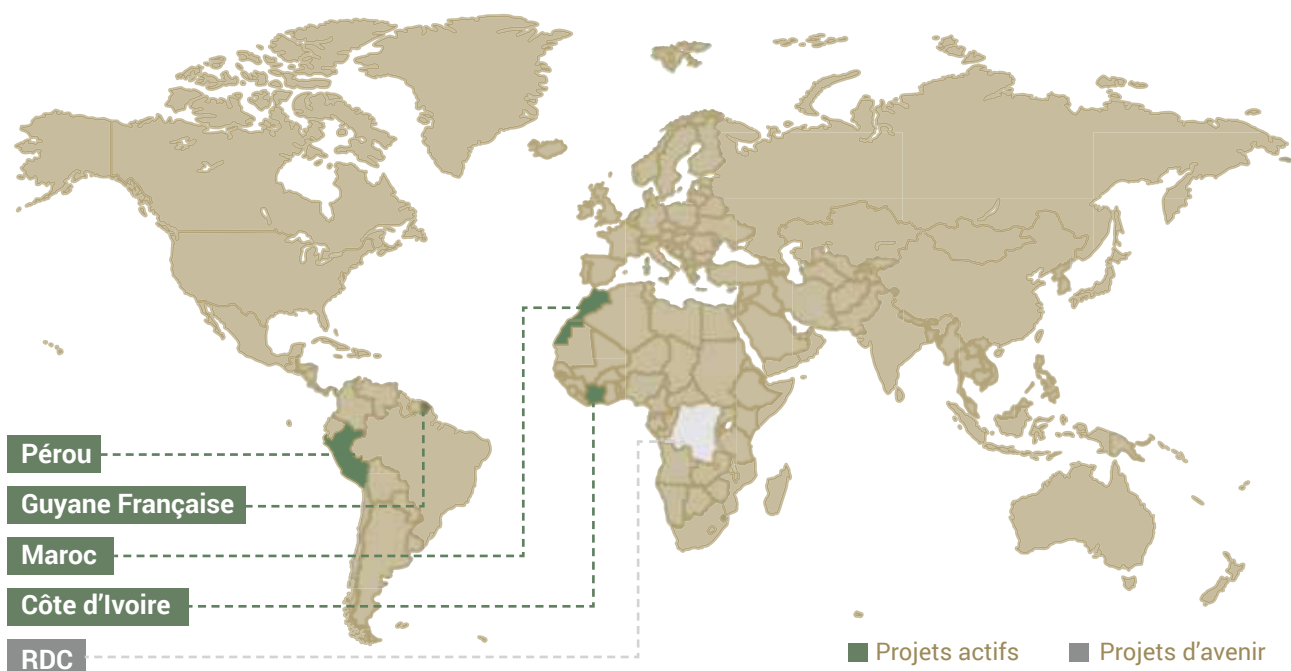 Pérou
Guyane Française
Maroc
Côte d'Ivoire
RDC
Projets actifs
Projets d'avenir